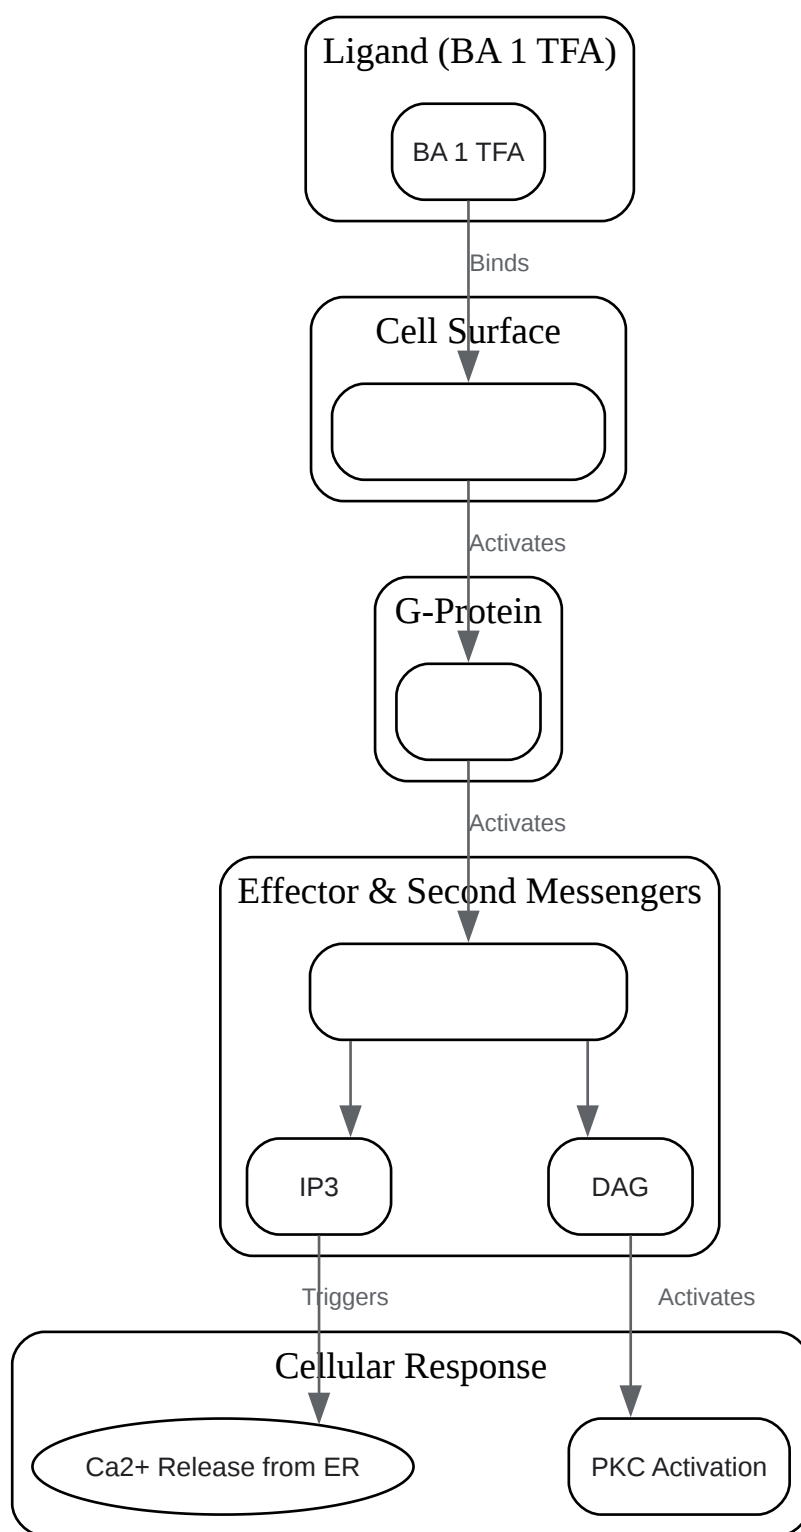 Ligand (BA 1 TFA)
BA 1 TFA
Binds
Cell Surface
Activates
G-Protein
Activates
Effector & Second Messengers
IP3
DAG
Triggers
Activates
Cellular Response
Ca2+ Release from ER
PKC Activation